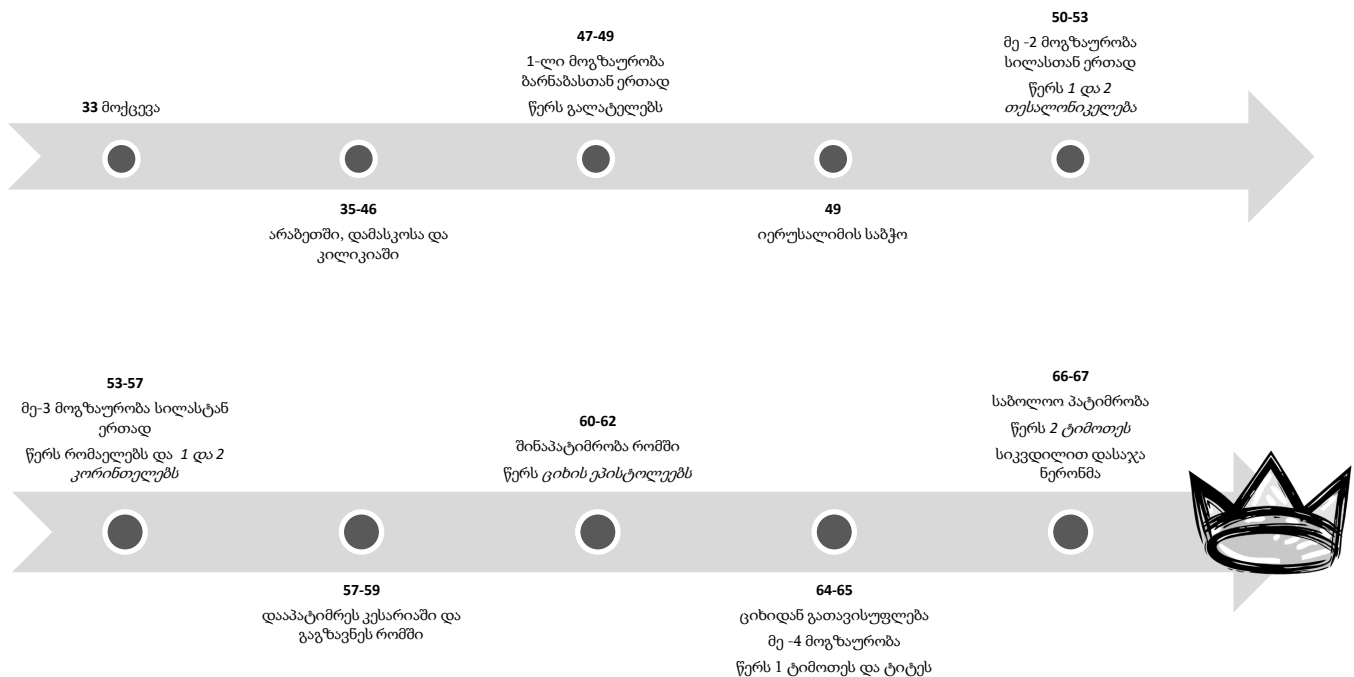 33 მოქცევა
35-46
არაბეთში, დამასკოსა და
კილიკიაში
47-49
1-ლი მოგზაურობა
ბარნაბასთან ერთად
წერს გალატელებს
49
იერუსალიმის საბჭო
50-53
მე -2 მოგზაურობა
სილასთან ერთად
წერს 1 და 2
თესალონიკელება
53-57
მე-3 მოგზაურობა სილასტან
ერთად
წერს რომაელებს და 1 და 2
კორინთელებს
57-59
დააპატიმრეს კესარიაში და
გაგზავნეს რომში
60-62
შინაპატიმრობა რომში
წერს ციხის ეპისტოლეებს
64-65
ციხიდან გათავისუფლება
მე -4 მოგზაურობა
წერს 1 ტიმოთეს და ტიტეს
66-67
საბოლოო პატიმრობა
წერს 2 ტიმოთეს
სიკვდილით დასაჯა
ნერონმა